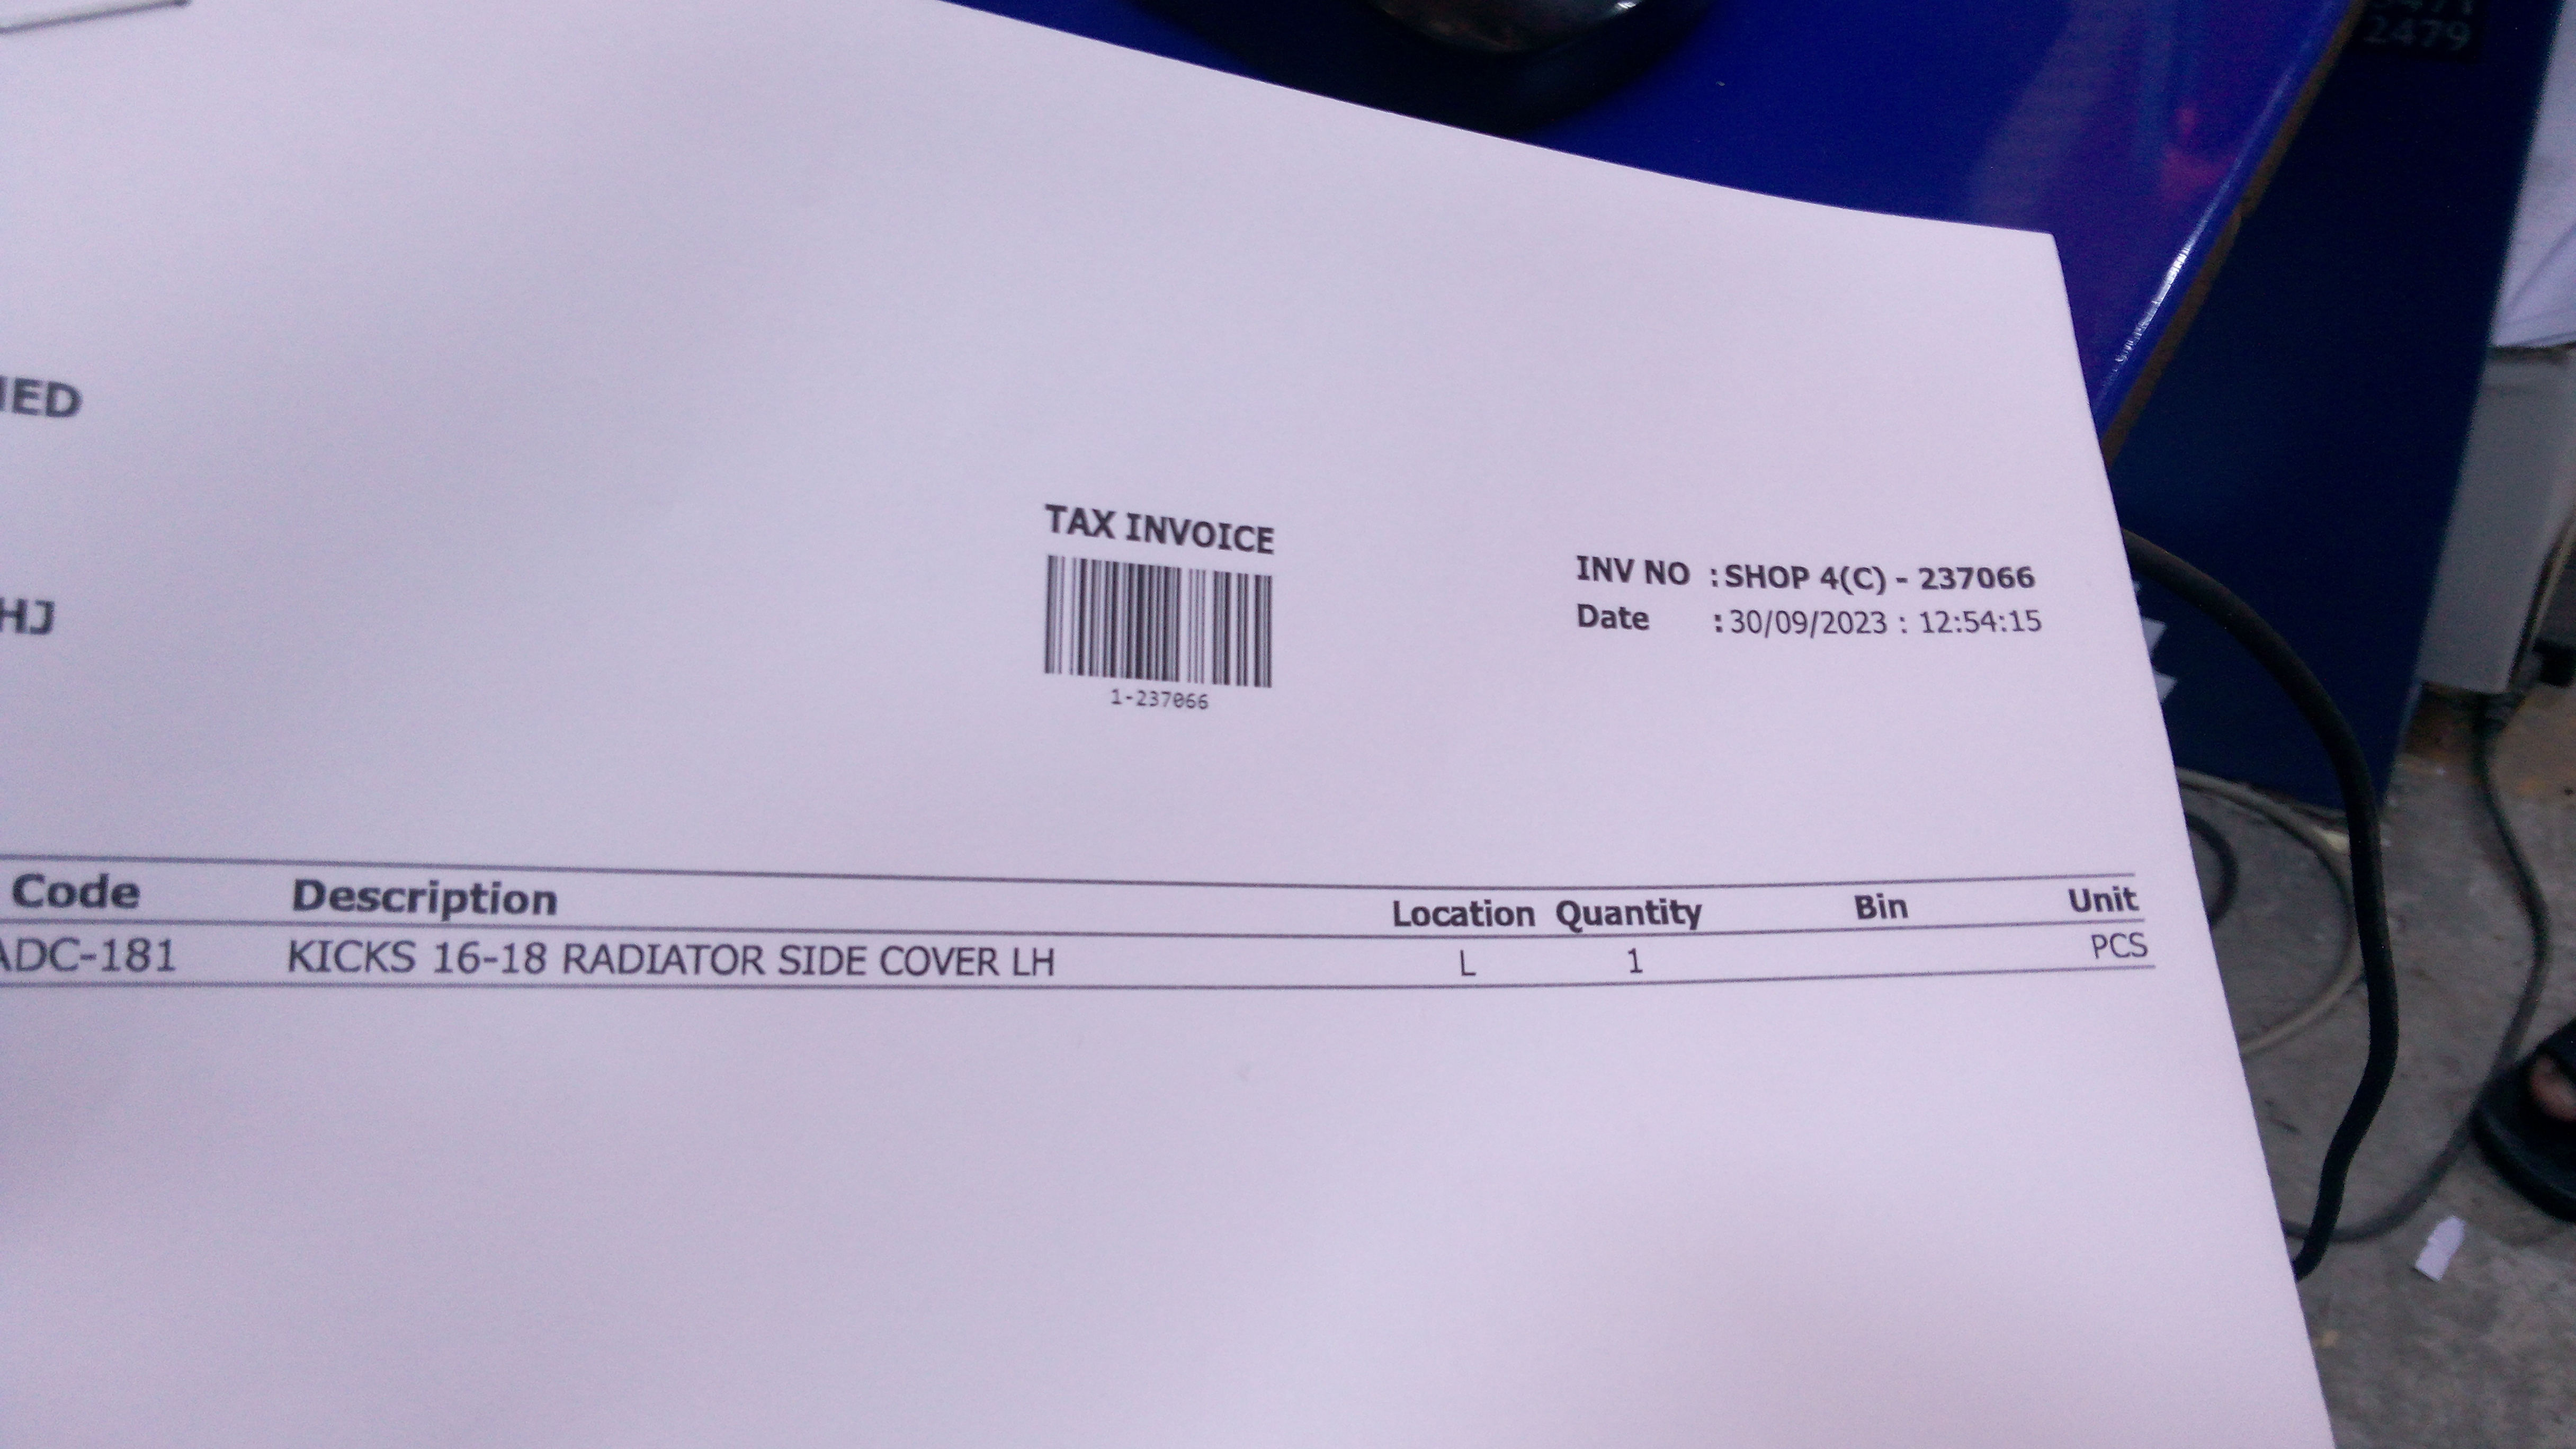 2479
IED
TAX INVOICE
INV NO : SHOP 4(C) - 237066
Date : 30/09/2023 : 12:54:15
HJ
1-237066
Code Description Location Quantity Bin Unit
ADC-181 KICKS 16-18 RADIATOR SIDE COVER LH L 1 PCS